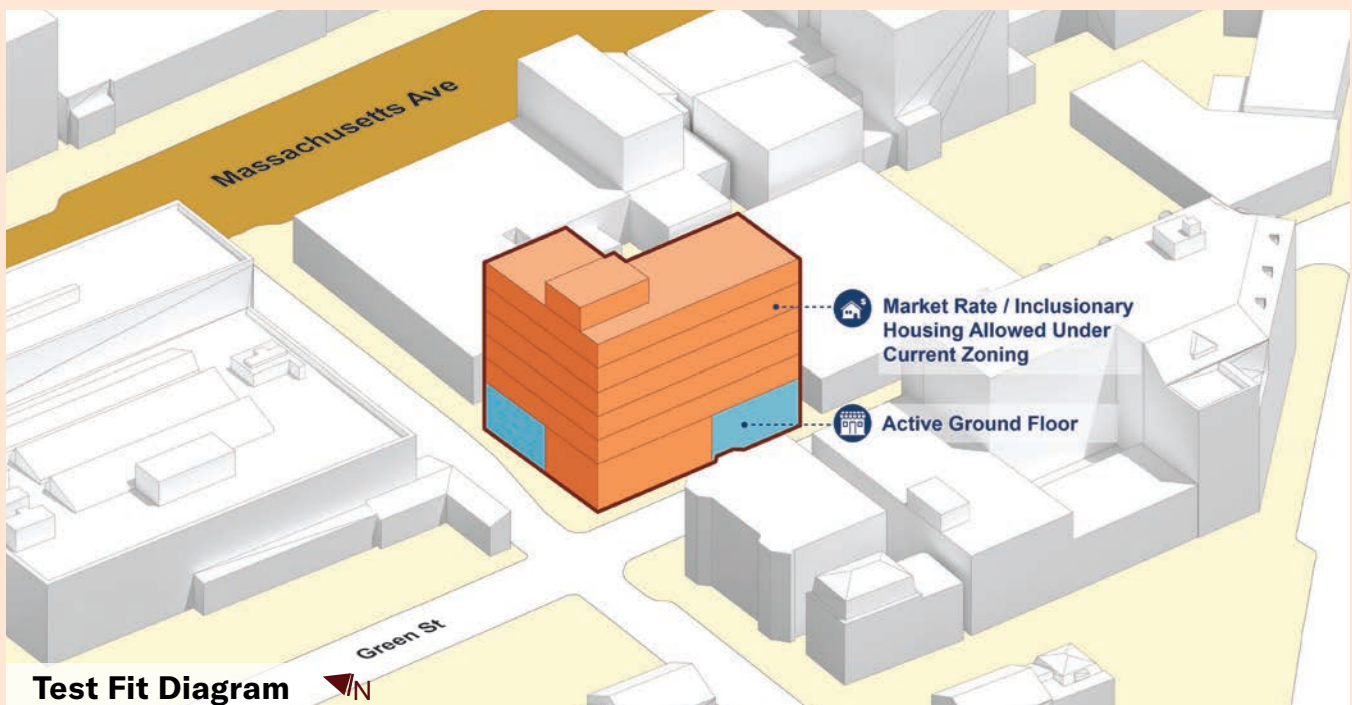 Massachusetts Ave
Market Rate / Inclusionary
Housing Allowed Under
Current Zoning
Active Ground Floor
Green St
Test Fit Diagram N